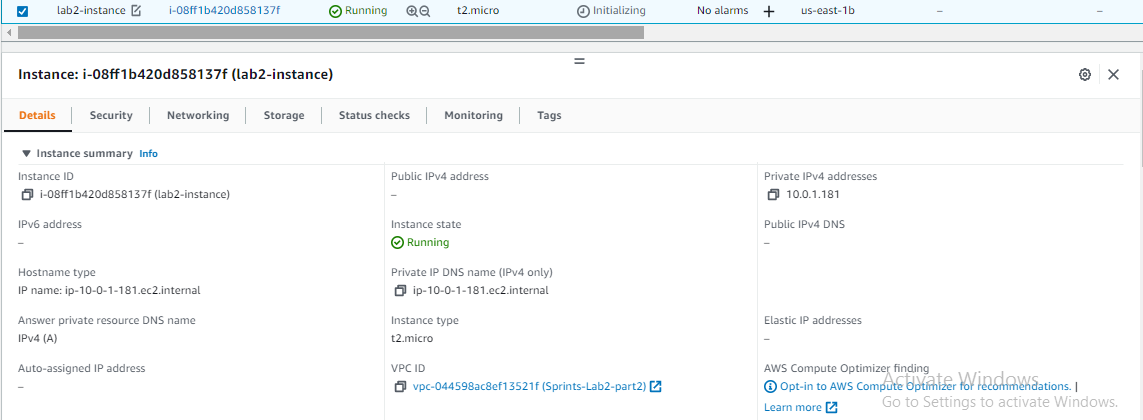 lab2-instance i-08ff1b420d858137f Running t2.micro Initializing No alarms + us-east-1b – –
Instance: i-08ff1b420d858137f (lab2-instance)
Details Security Networking Storage Status checks Monitoring Tags
Instance summary Info
Instance ID Public IPv4 address Private IPv4 addresses
i-08ff1b420d858137f (lab2-instance) – 10.0.1.181
IPv6 address Instance state Public IPv4 DNS
– Running –
Hostname type Private IP DNS name (IPv4 only)
IP name: ip-10-0-1-181.ec2.internal ip-10-0-1-181.ec2.internal
Answer private resource DNS name Instance type Elastic IP addresses
IPv4 (A) t2.micro –
Auto-assigned IP address VPC ID AWS Compute Optimizer finding
– vpc-044598ac8ef13521f (Sprints-Lab2-part2) Opt-in to AWS Compute Optimizer for recommendations. |
Learn more
Activate Windows
Go to Settings to activate Windows.